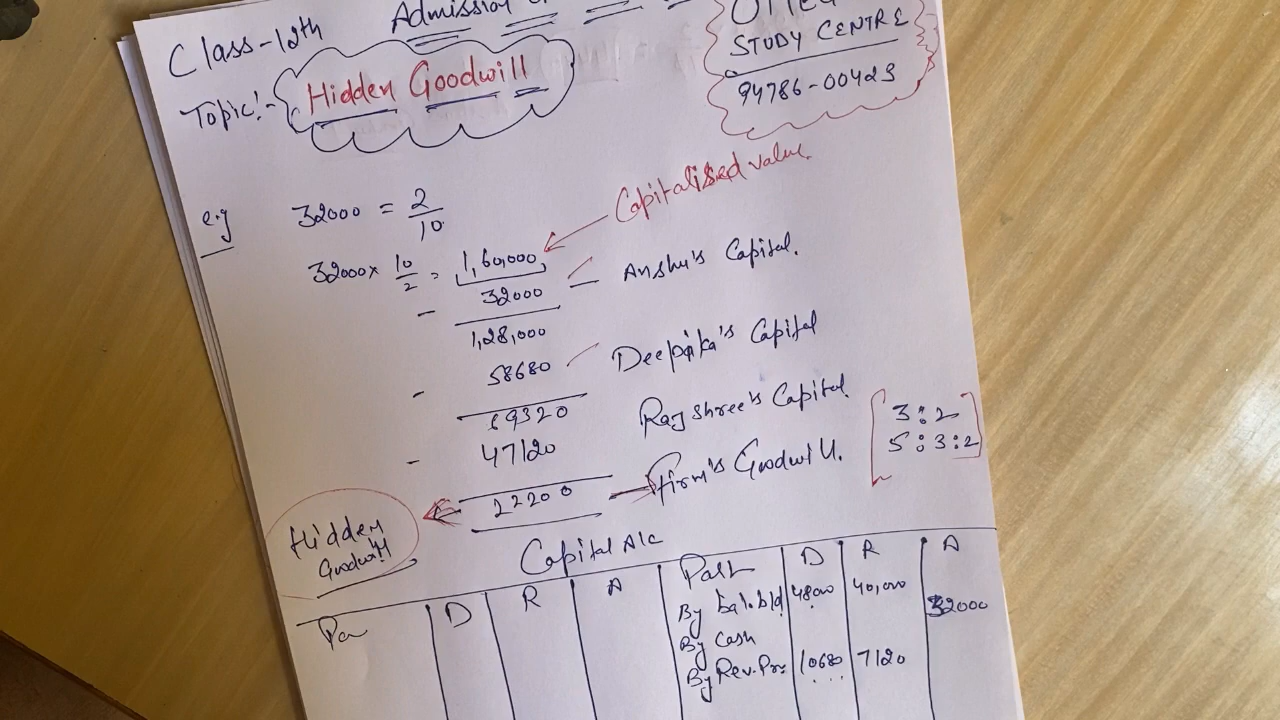 Class-12th
Admission
STUDY CENTRE
94786-00423
Topic:-
Hidden Goodwill
e.g
32000 = 2/10
Capitalised value
32000 × 10/2 = 1,60,000
- 32000 = Anshu's Capital.
1,28,000
- 58680 Deepika's Capital
69320
- 47120 Rajshree's Capital
3:2
5:3:2
22200 Firm's Goodwill.
Hidden Goodwill
Capital A/c
Par D R A Part D R A
By bal. b/d 48000 40,000 32000
By Cash
By Rev. Pr: 10680 7120